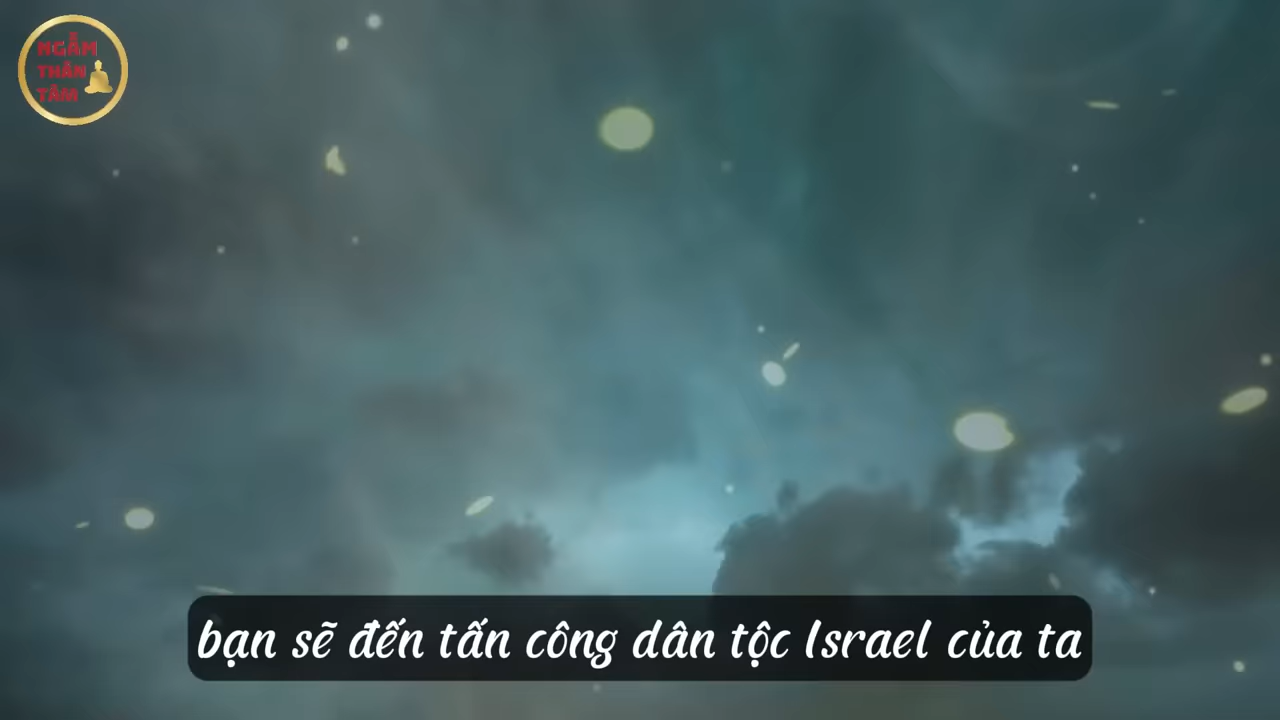 NGẪM
THÂN
TÂM
bạn sẽ đến tấn công dân tộc Israel của ta